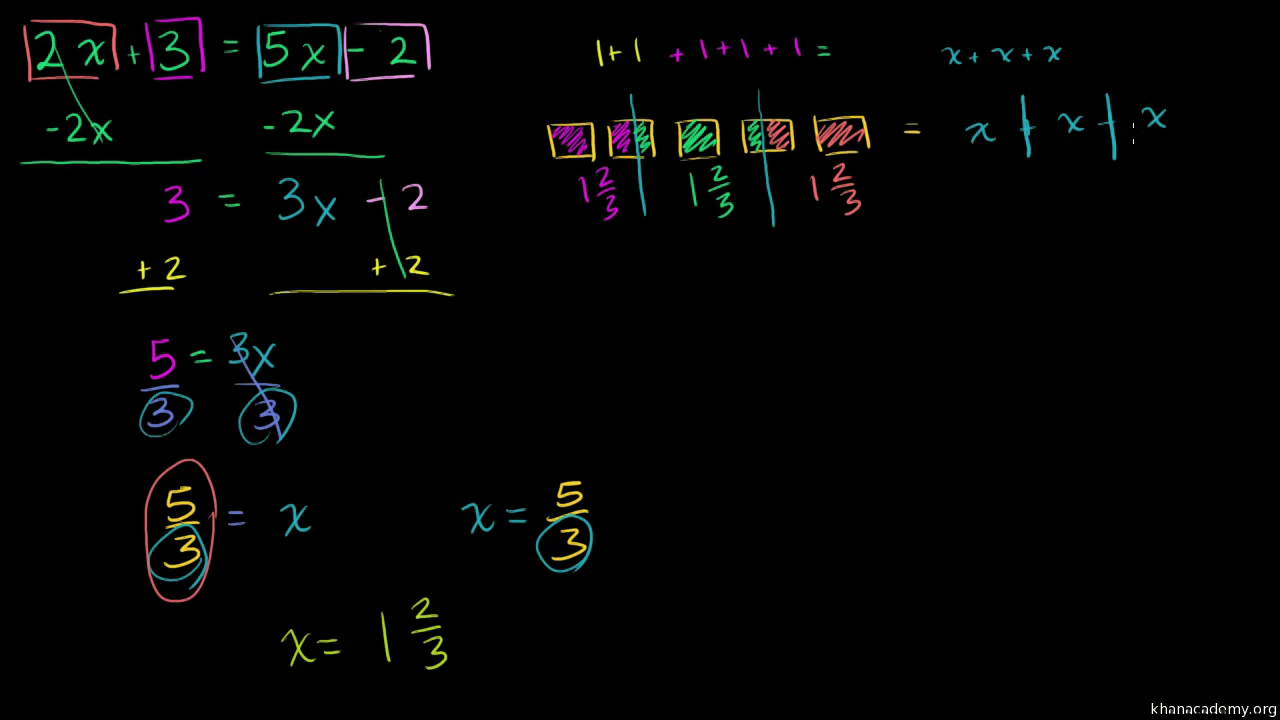 2x + 3 = 5x - 2
-2x -2x
3 = 3x - 2
+ 2 + 2
5 = 3x
3 3
5/3 = x
x = 5/3
x = 1 2/3
1+1 +1+1+1 = x + x + x
= x + x + x
1 2/3 1 2/3 1 2/3
khanacademy.org